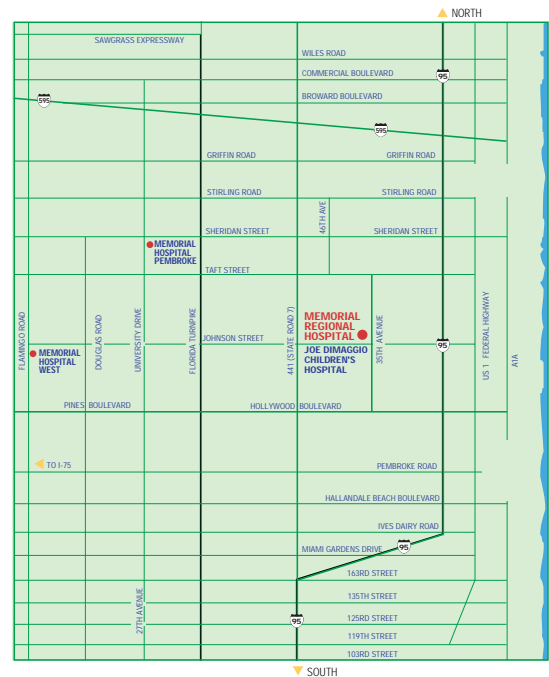 NORTH
SAWGRASS EXPRESSWAY
WILES ROAD
COMMERCIAL BOULEVARD
95
BROWARD BOULEVARD
595
595
GRIFFIN ROAD
GRIFFIN ROAD
STIRLING ROAD
STIRLING ROAD
46TH AVE
SHERIDAN STREET
SHERIDAN STREET
MEMORIAL
HOSPITAL
PEMBROKE
TAFT STREET
FLAMINGO ROAD
DOUGLAS ROAD
UNIVERSITY DRIVE
FLORIDA TURNPIKE
441 (STATE ROAD 7)
35TH AVENUE
US 1 FEDERAL HIGHWAY
A1A
MEMORIAL
REGIONAL
HOSPITAL
JOE DIMAGGIO
CHILDREN'S
HOSPITAL
JOHNSON STREET
95
MEMORIAL
HOSPITAL
WEST
PINES BOULEVARD
HOLLYWOOD BOULEVARD
TO I-75
PEMBROKE ROAD
HALLANDALE BEACH BOULEVARD
IVES DAIRY ROAD
MIAMI GARDENS DRIVE
95
163RD STREET
27TH AVENUE
135TH STREET
95
125RD STREET
119TH STREET
103RD STREET
SOUTH